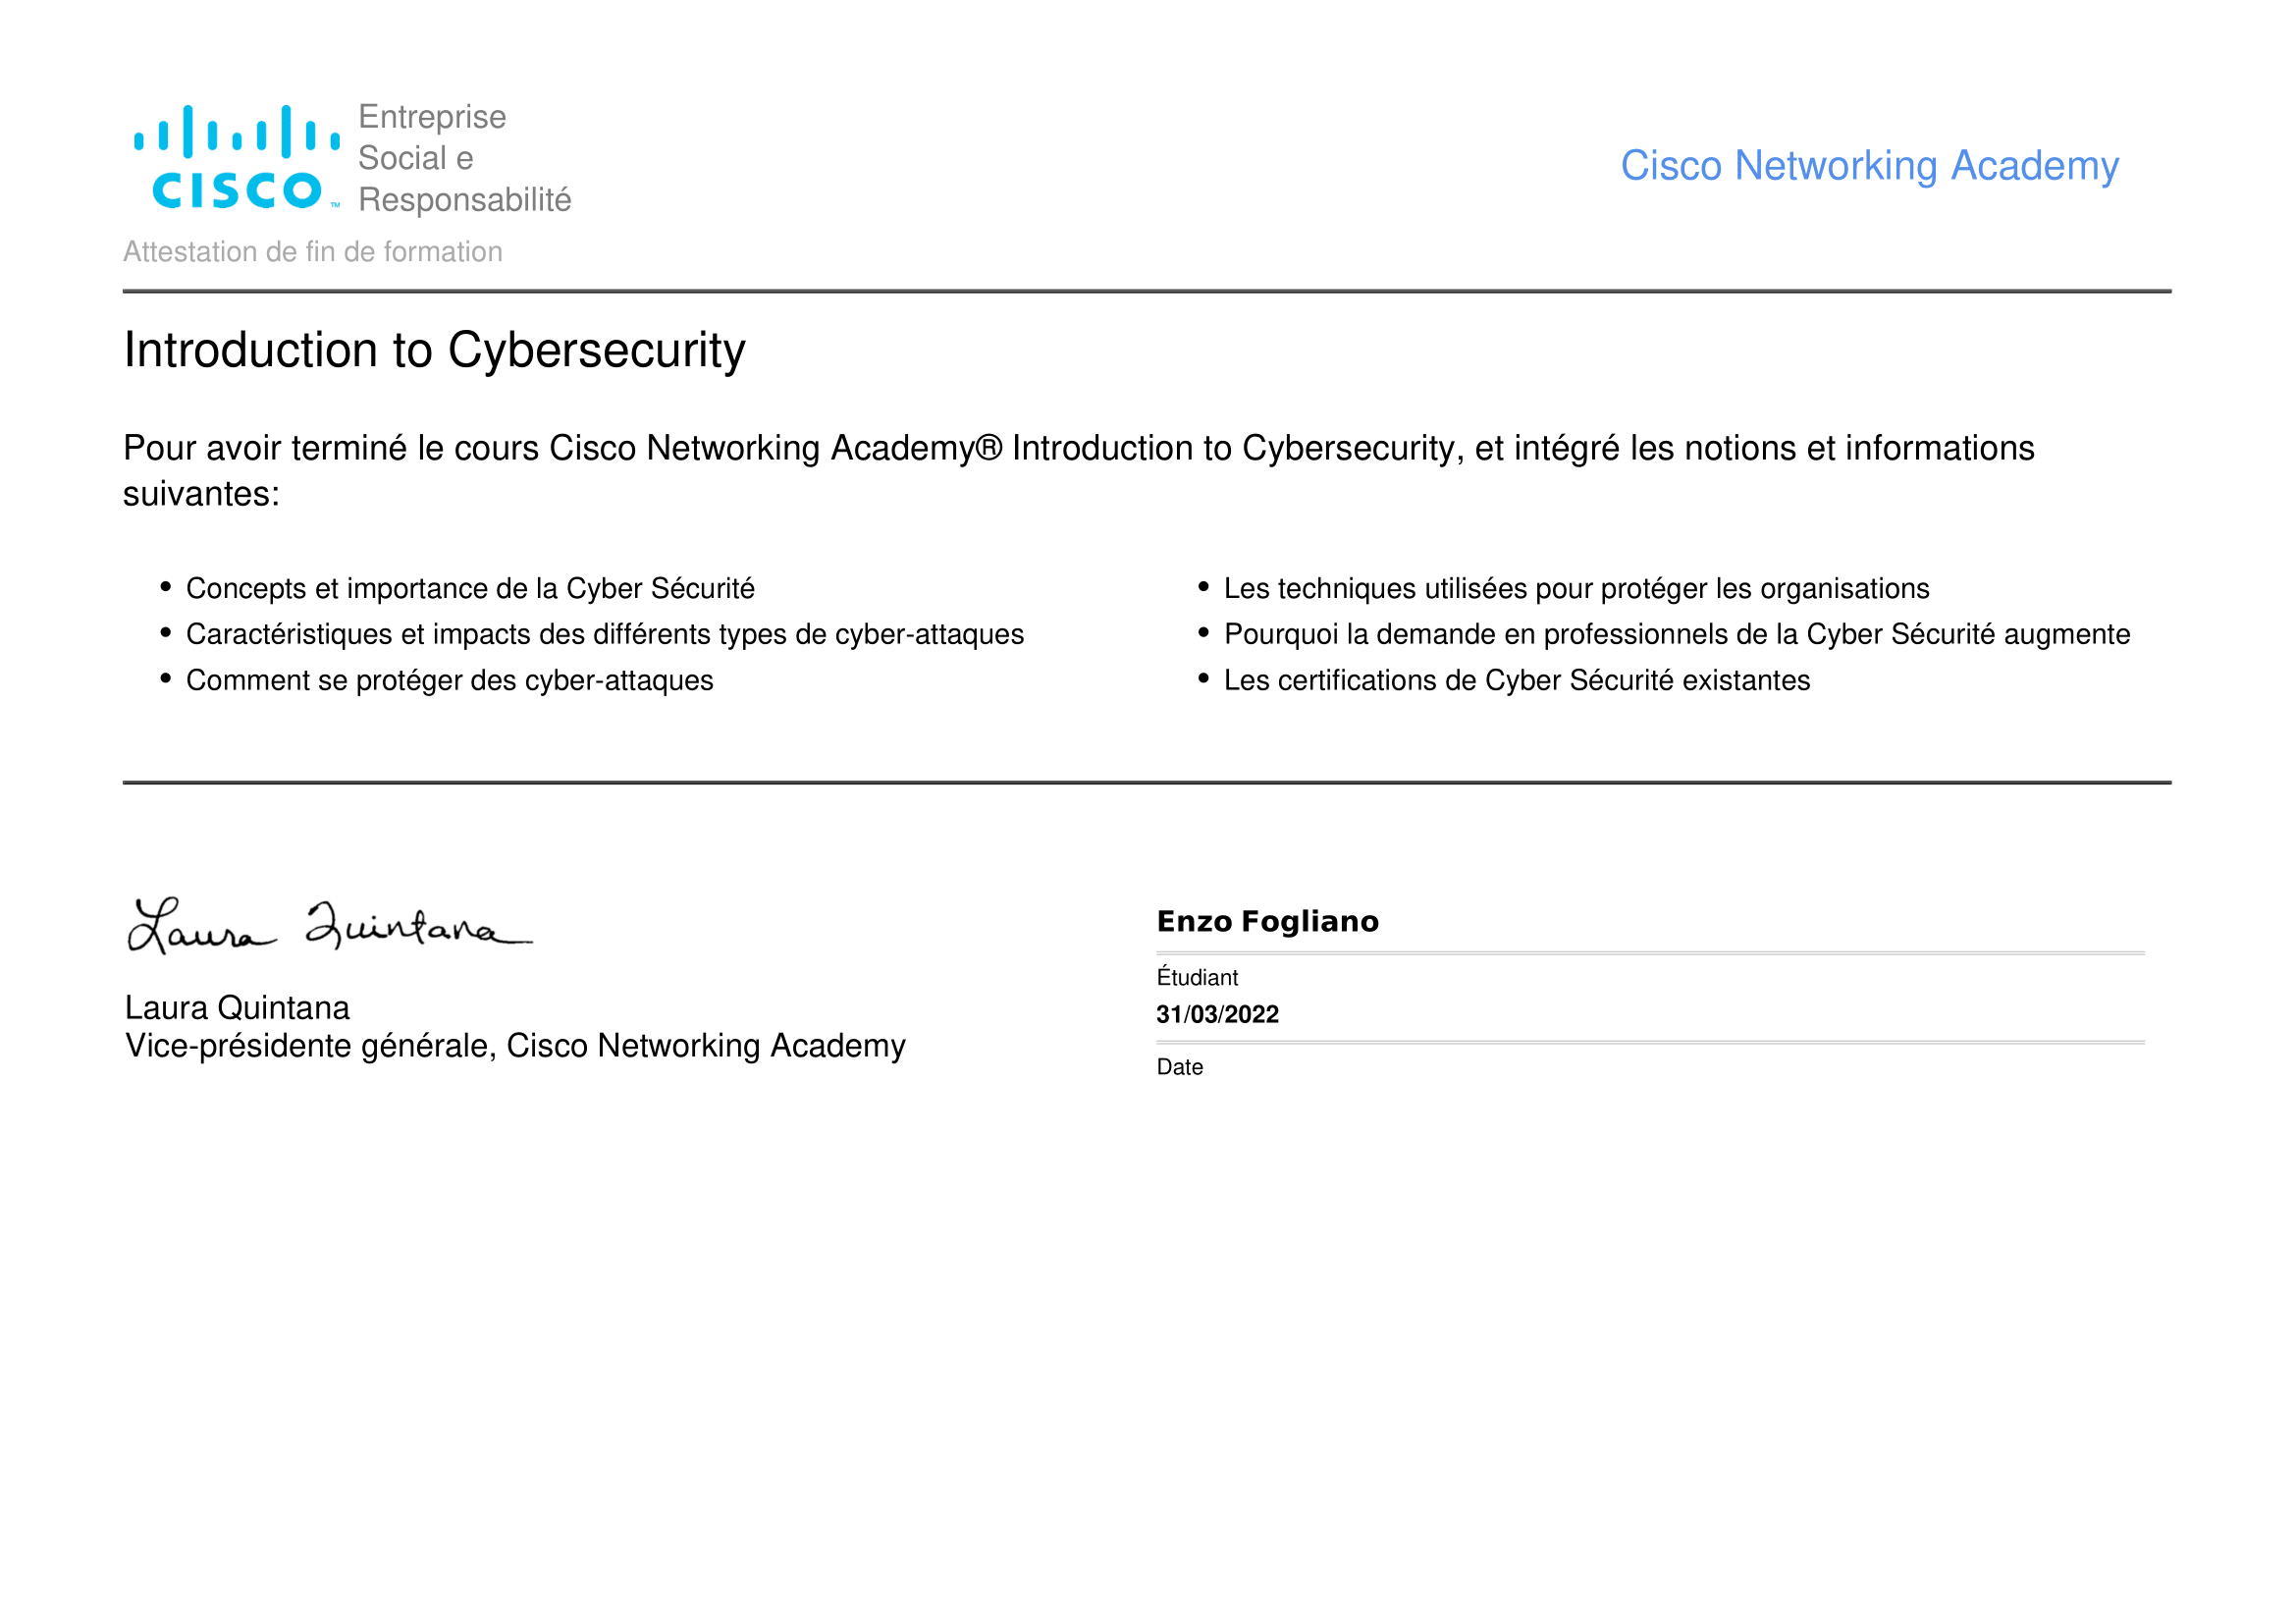 Entreprise
Social e
Responsabilité
CISCO™
Cisco Networking Academy
Attestation de fin de formation
Introduction to Cybersecurity
Pour avoir terminé le cours Cisco Networking Academy® Introduction to Cybersecurity, et intégré les notions et informations
suivantes:
• Concepts et importance de la Cyber Sécurité
• Caractéristiques et impacts des différents types de cyber-attaques
• Comment se protéger des cyber-attaques
• Les techniques utilisées pour protéger les organisations
• Pourquoi la demande en professionnels de la Cyber Sécurité augmente
• Les certifications de Cyber Sécurité existantes
Laura Quintana
Laura Quintana
Vice-présidente générale, Cisco Networking Academy
Enzo Fogliano
Étudiant
31/03/2022
Date